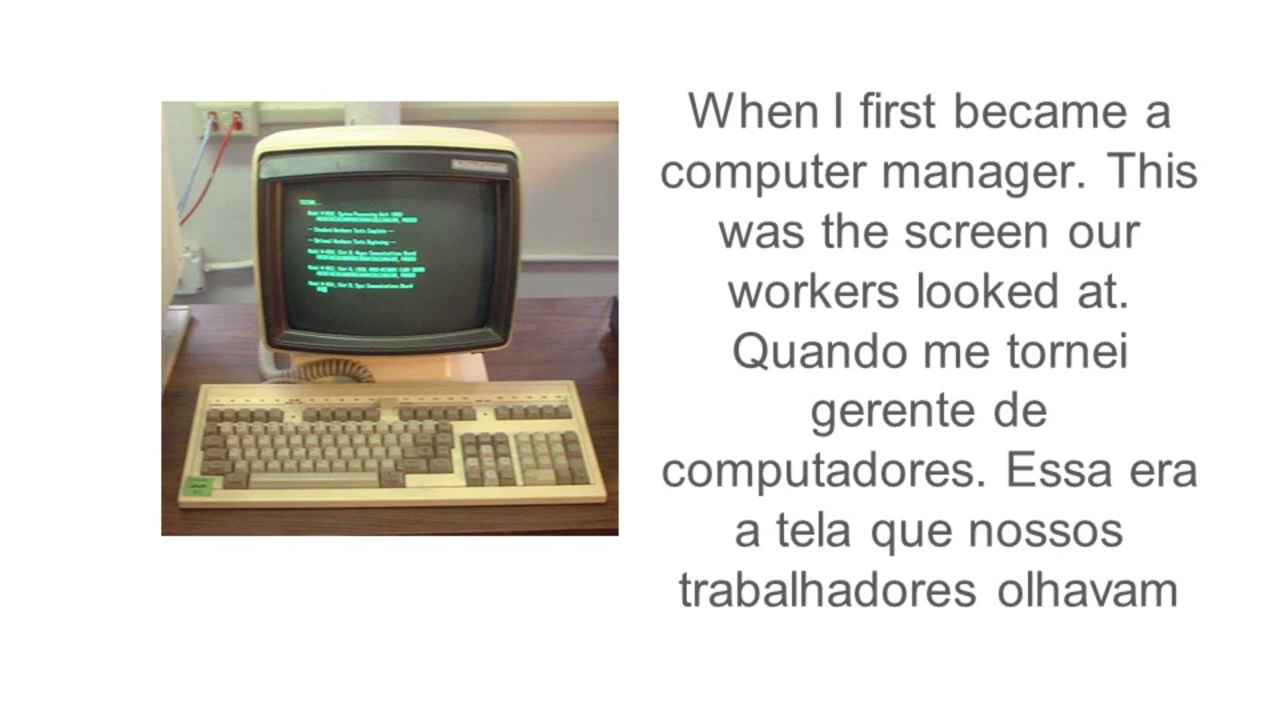 When I first became a
computer manager. This
was the screen our
workers looked at.
Quando me tornei
gerente de
computadores. Essa era
a tela que nossos
trabalhadores olhavam